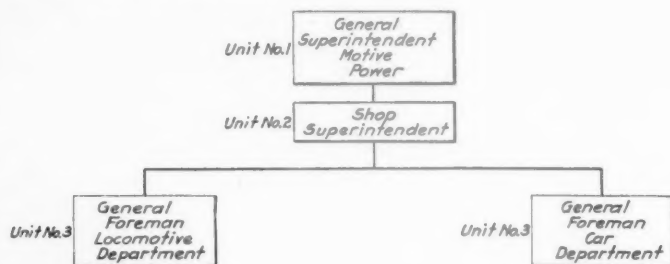 Unit No.1
General
Superintendent
Motive
Power
Unit No.2
Shop
Superintendent
Unit No.3
General
Foreman
Locomotive
Department
Unit No.3
General
Foreman
Car
Department